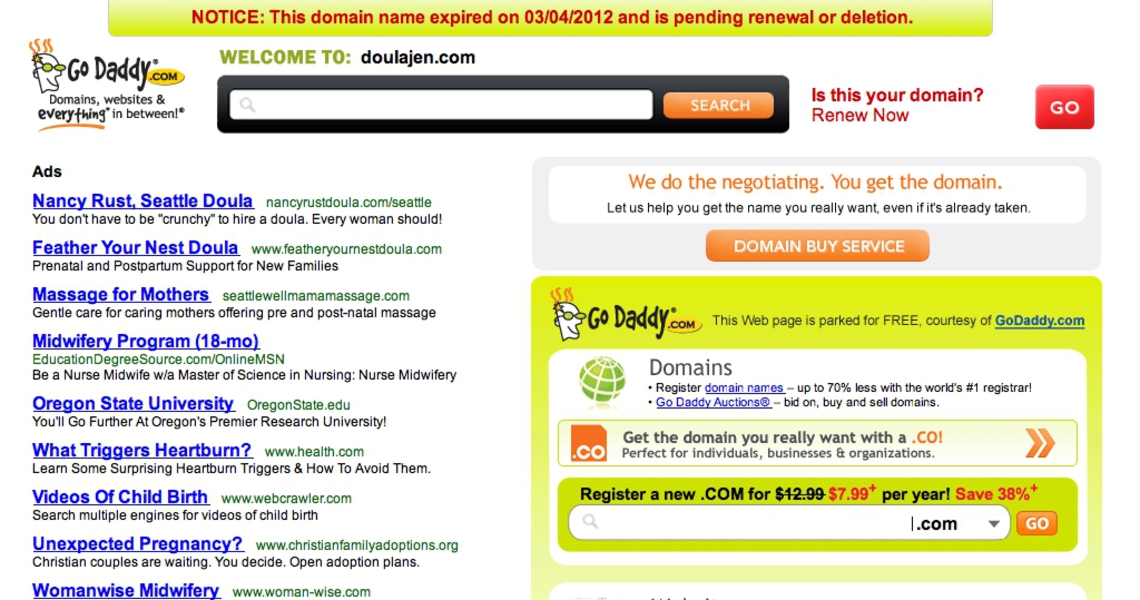 NOTICE: This domain name expired on 03/04/2012 and is pending renewal or deletion.
Go Daddy .COM
Domains, websites &
everything* in between!®
WELCOME TO: doulajen.com
SEARCH
Is this your domain?
Renew Now
GO
Ads
Nancy Rust, Seattle Doula nancyrustdoula.com/seattle
You don't have to be "crunchy" to hire a doula. Every woman should!
Feather Your Nest Doula www.featheryournestdoula.com
Prenatal and Postpartum Support for New Families
Massage for Mothers seattlewellmamamassage.com
Gentle care for caring mothers offering pre and post-natal massage
Midwifery Program (18-mo)
EducationDegreeSource.com/OnlineMSN
Be a Nurse Midwife w/a Master of Science in Nursing: Nurse Midwifery
Oregon State University OregonState.edu
You'll Go Further At Oregon's Premier Research University!
What Triggers Heartburn? www.health.com
Learn Some Surprising Heartburn Triggers & How To Avoid Them.
Videos Of Child Birth www.webcrawler.com
Search multiple engines for videos of child birth
Unexpected Pregnancy? www.christianfamilyadoptions.org
Christian couples are waiting. You decide. Open adoption plans.
Womanwise Midwifery www.woman-wise.com
We do the negotiating. You get the domain.
Let us help you get the name you really want, even if it's already taken.
DOMAIN BUY SERVICE
Go Daddy® .COM This Web page is parked for FREE, courtesy of GoDaddy.com
Domains
• Register domain names – up to 70% less with the world's #1 registrar!
• Go Daddy Auctions® – bid on, buy and sell domains.
.CO Get the domain you really want with a .CO!
Perfect for individuals, businesses & organizations.
Register a new .COM for $12.99 $7.99+ per year! Save 38%+
.com GO